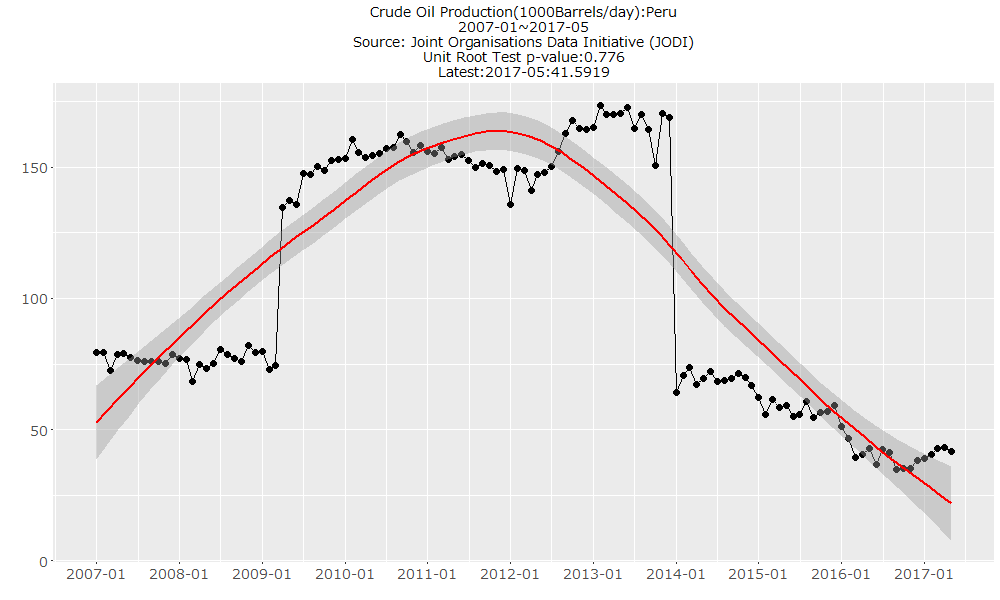 Crude Oil Production(1000Barrels/day):Peru
2007-01~2017-05
Source: Joint Organisations Data Initiative (JODI)
Unit Root Test p-value:0.776
Latest:2017-05:41.5919
150
100
50
0
2007-01 2008-01 2009-01 2010-01 2011-01 2012-01 2013-01 2014-01 2015-01 2016-01 2017-01